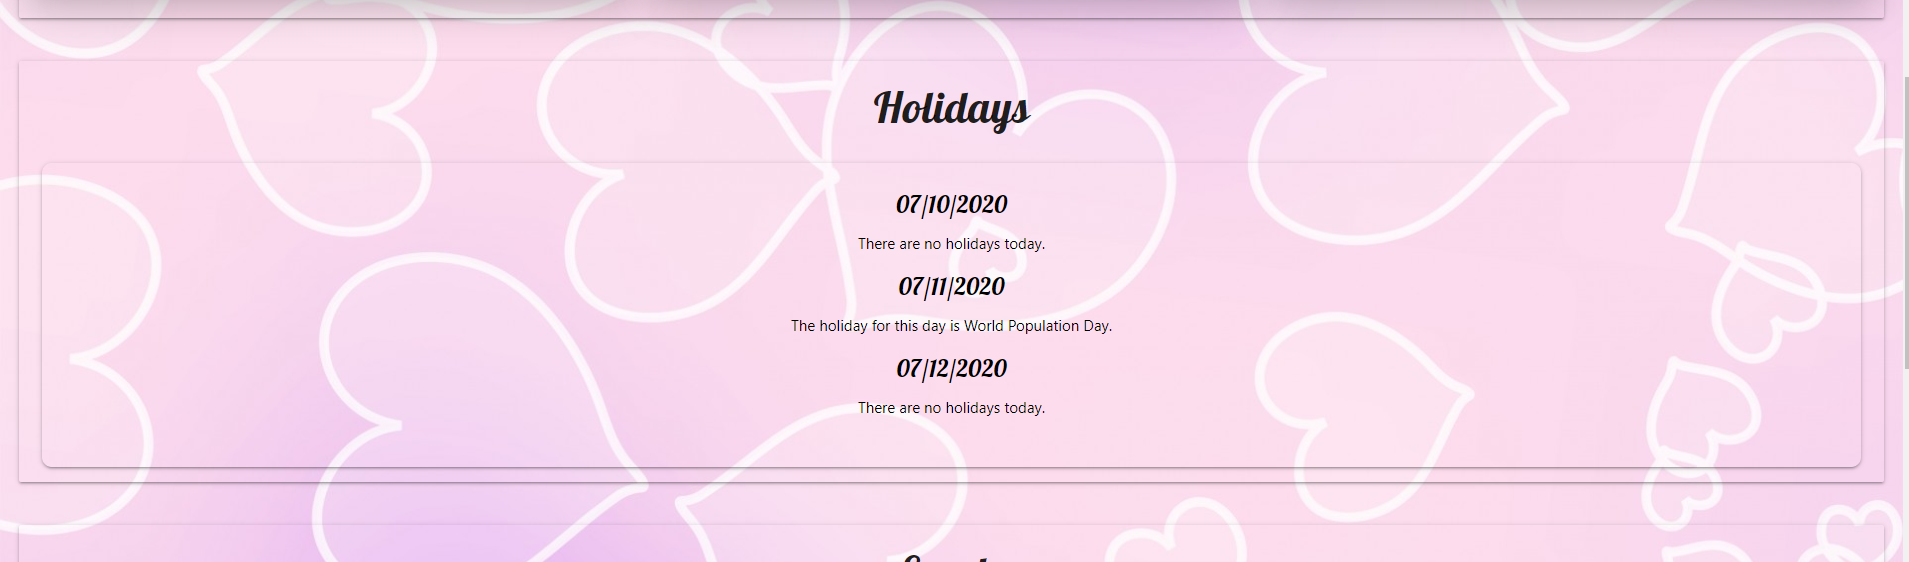 Holidays
07/10/2020
There are no holidays today.
07/11/2020
The holiday for this day is World Population Day.
07/12/2020
There are no holidays today.